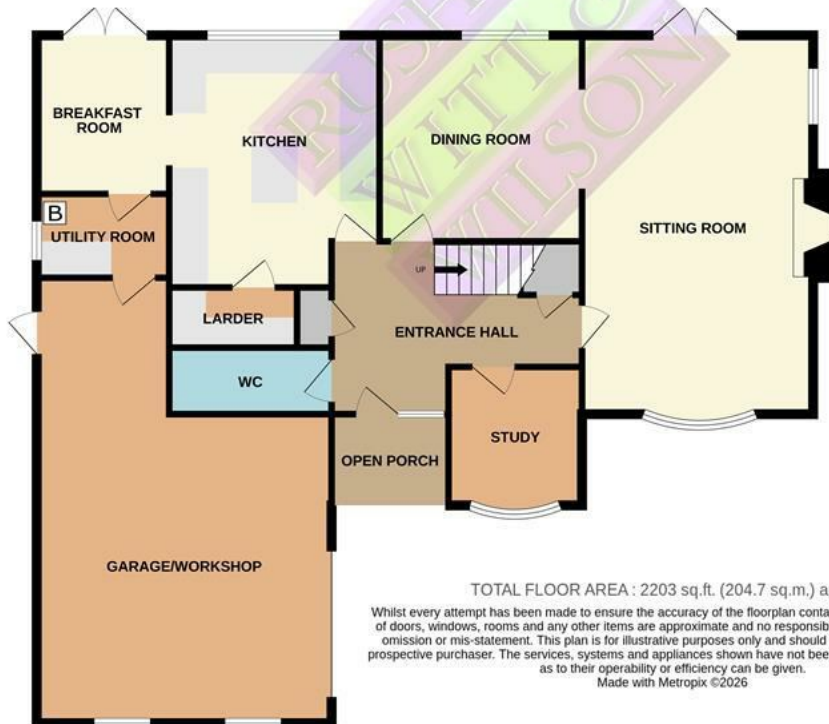 RUSH
WITT
WILSON
BREAKFAST
ROOM
KITCHEN
DINING ROOM
SITTING ROOM
B
UTILITY ROOM
UP
LARDER
ENTRANCE HALL
WC
STUDY
OPEN PORCH
GARAGE/WORKSHOP
TOTAL FLOOR AREA : 2203 sq.ft. (204.7 sq.m.) a
Whilst every attempt has been made to ensure the accuracy of the floorplan conta
of doors, windows, rooms and any other items are approximate and no responsib
omission or mis-statement. This plan is for illustrative purposes only and should
prospective purchaser. The services, systems and appliances shown have not bee
as to their operability or efficiency can be given.
Made with Metropix ©2026